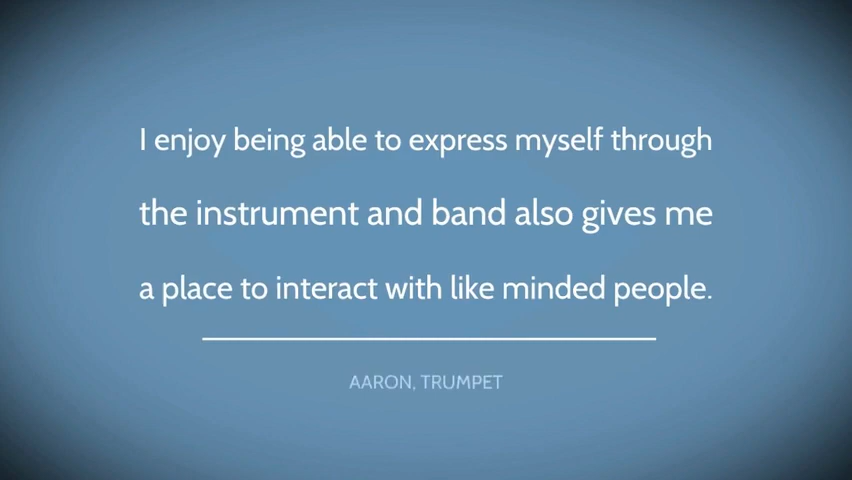 I enjoy being able to express myself through
the instrument and band also gives me
a place to interact with like minded people.
AARON, TRUMPET